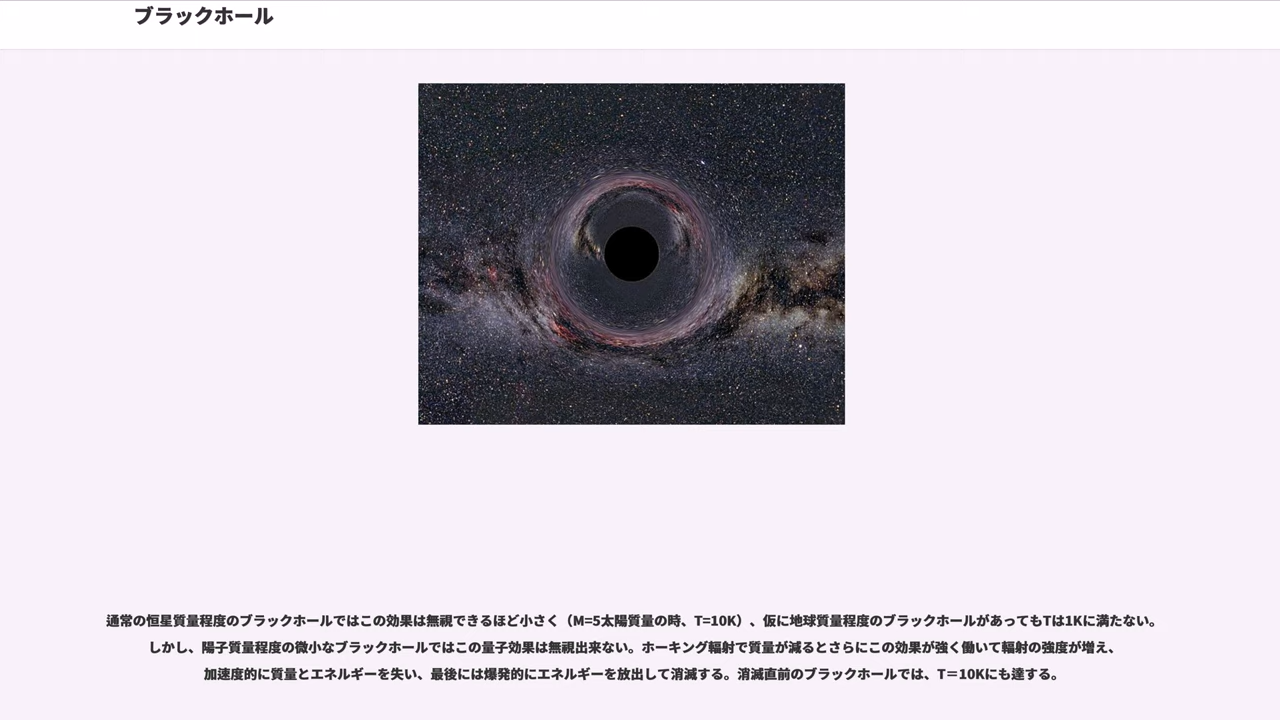 ブラックホール
通常の恒星質量程度のブラックホールではこの効果は無視できるほど小さく（M=5太陽質量の時、T=10K）、仮に地球質量程度のブラックホールがあってもTは1Kに満たない。
しかし、陽子質量程度の微小なブラックホールではこの量子効果は無視出来ない。ホーキング輻射で質量が減るとさらにこの効果が強く働いて輻射の強度が増え、
加速度的に質量とエネルギーを失い、最後には爆発的にエネルギーを放出して消滅する。消滅直前のブラックホールでは、T＝10Kにも達する。